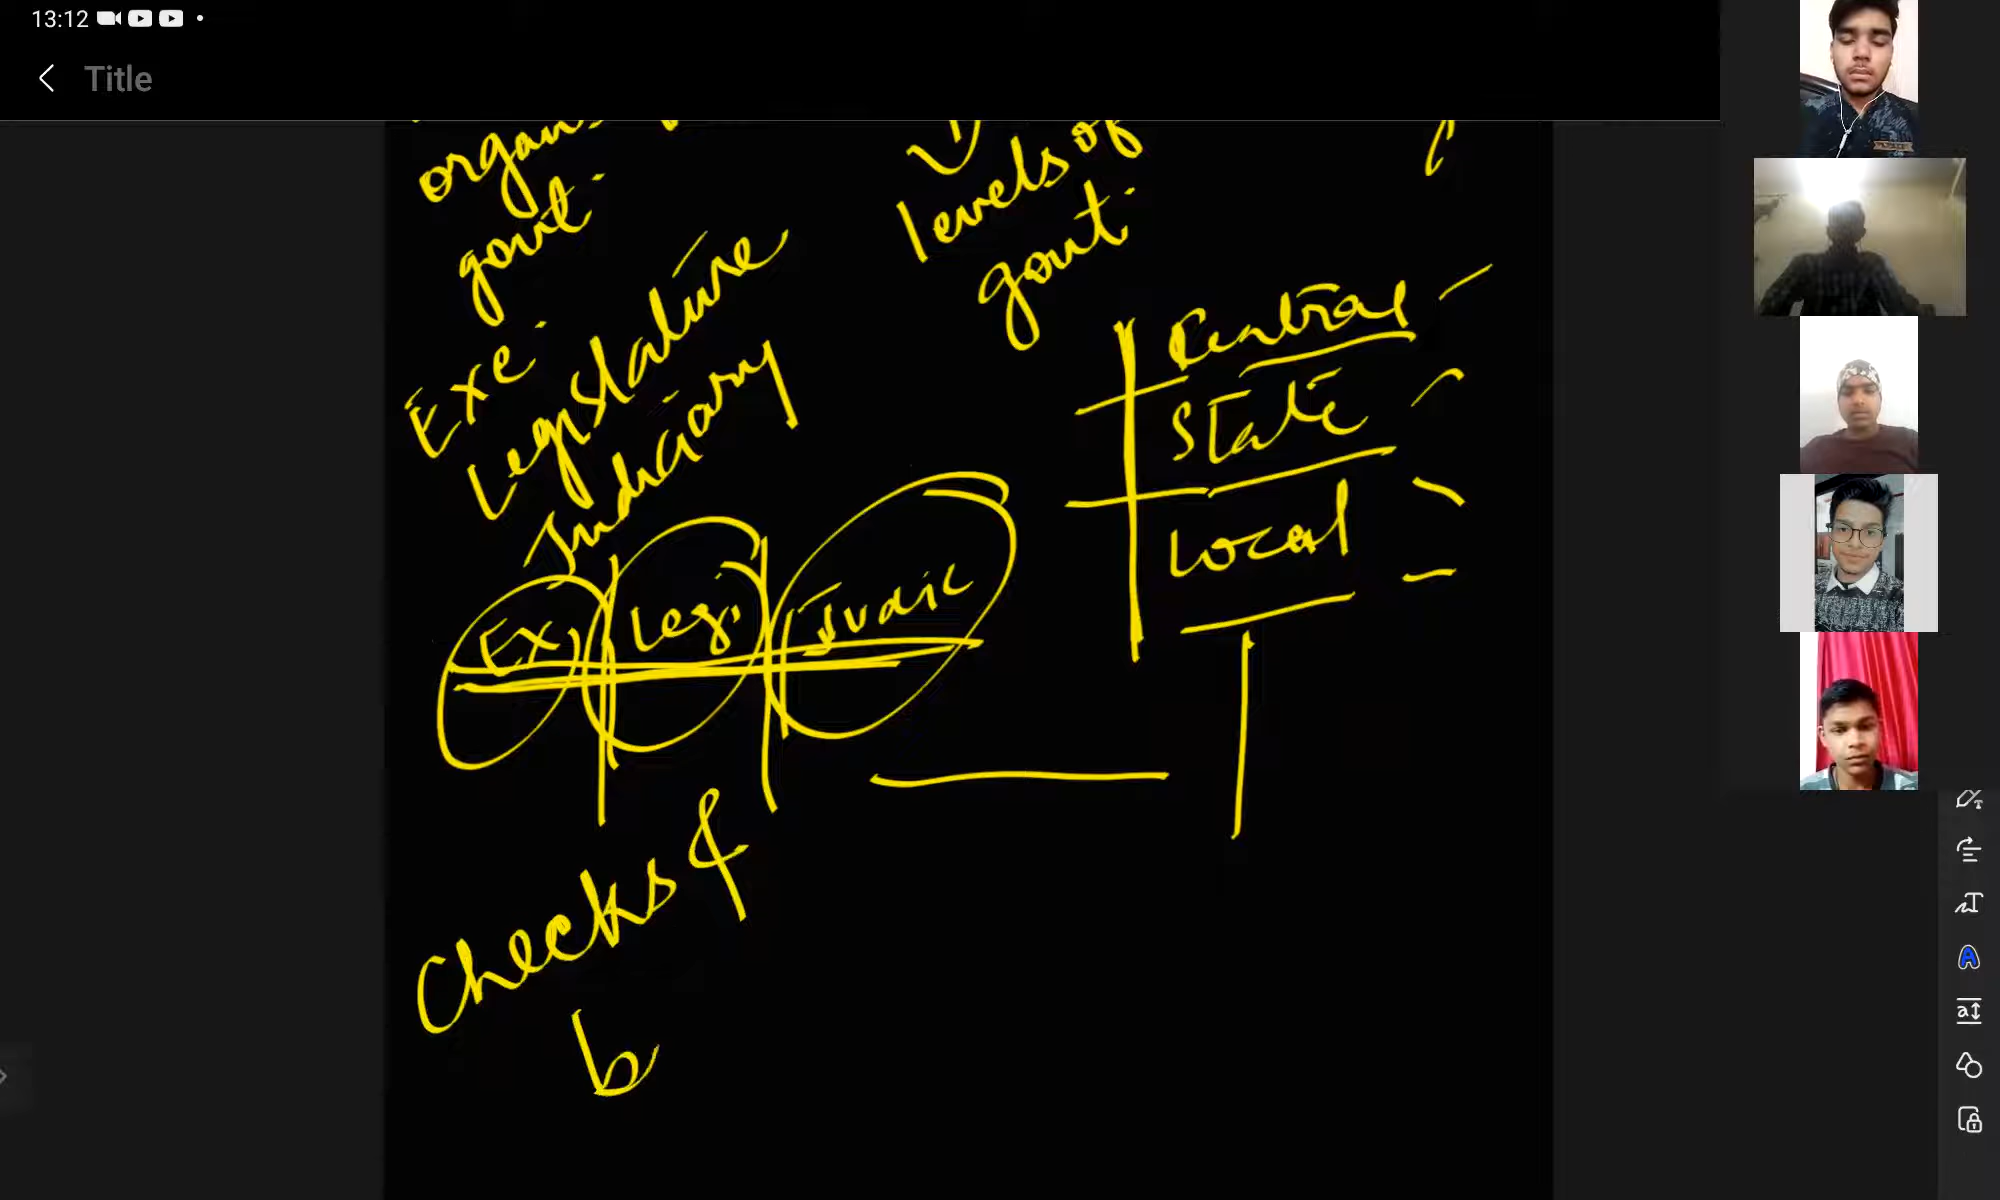 13:12
Title
organs
govt.
levels of
govt.
Exe.
Legislature
Judiciary
Central
State
Local
Ex
Legi
Judic
Checks &
b